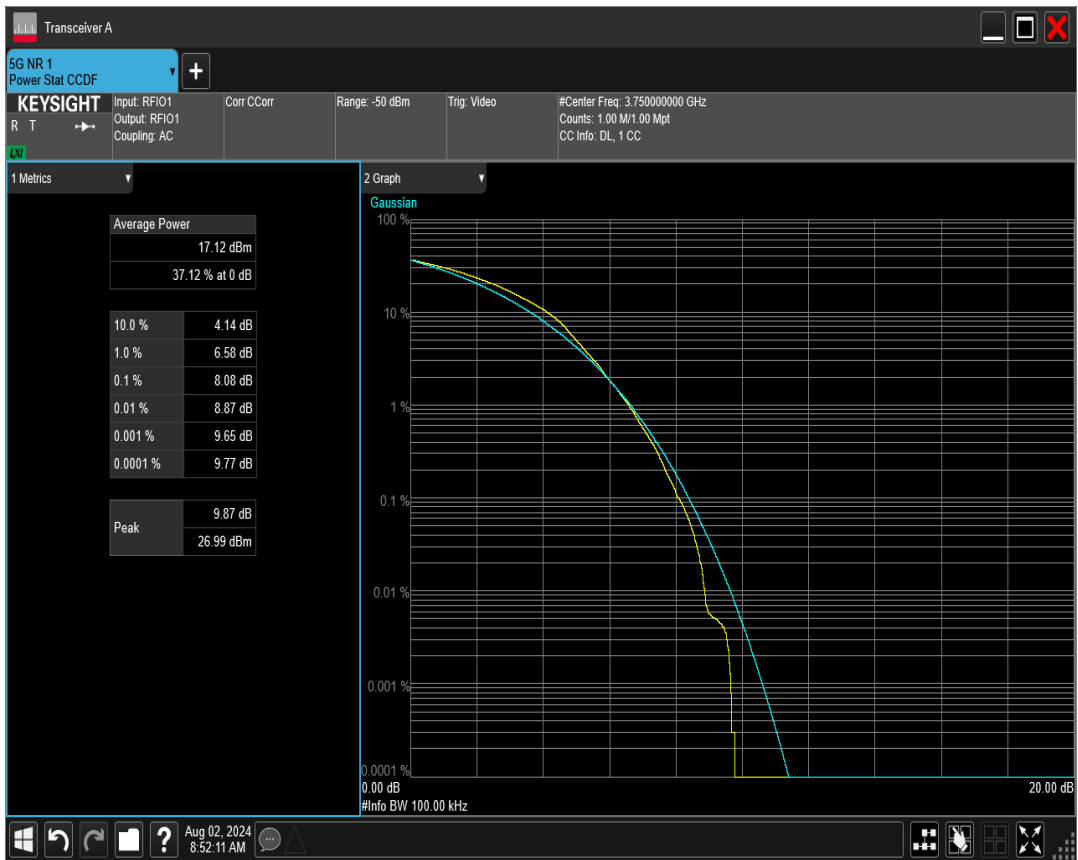 Transceiver A
5G NR 1
Power Stat CCDF
KEYSIGHT
R T
LXI
Input: RFIO1
Output: RFIO1
Coupling: AC
Corr CCorr
Range: -50 dBm
Trig: Video
#Center Freq: 3.750000000 GHz
Counts: 1.00 M/1.00 Mpt
CC Info: DL, 1 CC
1 Metrics
Average Power
17.12 dBm
37.12 % at 0 dB
10.0 % 4.14 dB
1.0 % 6.58 dB
0.1 % 8.08 dB
0.01 % 8.87 dB
0.001 % 9.65 dB
0.0001 % 9.77 dB
Peak
9.87 dB
26.99 dBm
2 Graph
Gaussian
100 %
10 %
1 %
0.1 %
0.01 %
0.001 %
0.0001 %
0.00 dB 20.00 dB
#Info BW 100.00 kHz
?
Aug 02, 2024
8:52:11 AM